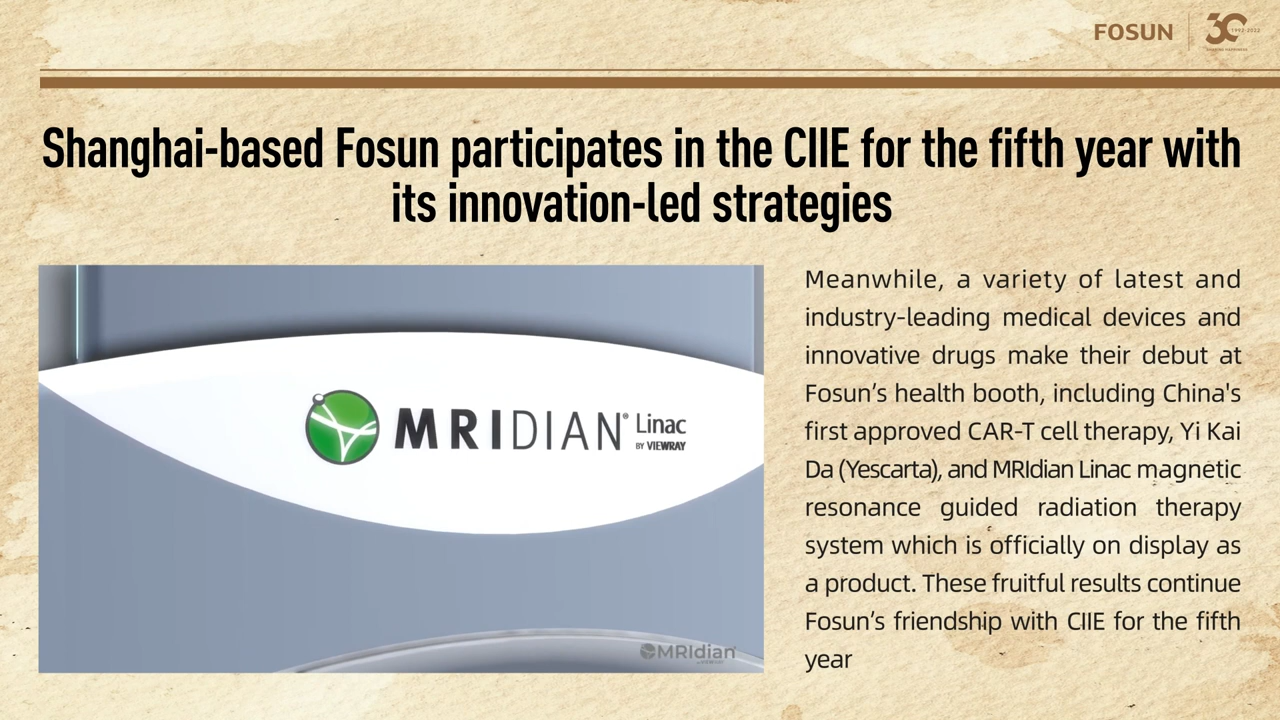 FOSUN
30
1992-2022
Shanghai-based Fosun participates in the CIIE for the fifth year with
its innovation-led strategies
MRIDIAN® Linac
BY VIEWRAY
MRIdian
Meanwhile, a variety of latest and
industry-leading medical devices and
innovative drugs make their debut at
Fosun’s health booth, including China's
first approved CAR-T cell therapy, Yi Kai
Da (Yescarta), and MRIdian Linac magnetic
resonance guided radiation therapy
system which is officially on display as
a product. These fruitful results continue
Fosun’s friendship with CIIE for the fifth
year